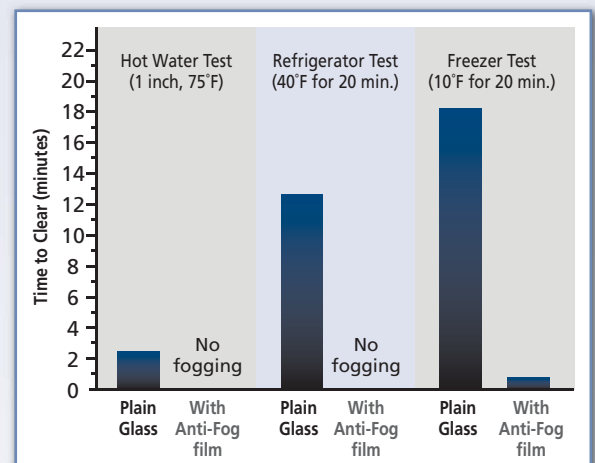 Time to Clear (minutes)
22
20
18
16
14
12
10
8
6
4
2
0
Hot Water Test
(1 inch, 75˚F)
Refrigerator Test
(40˚F for 20 min.)
Freezer Test
(10˚F for 20 min.)
No
fogging
No
fogging
Plain
Glass
With
Anti-Fog
film
Plain
Glass
With
Anti-Fog
film
Plain
Glass
With
Anti-Fog
film